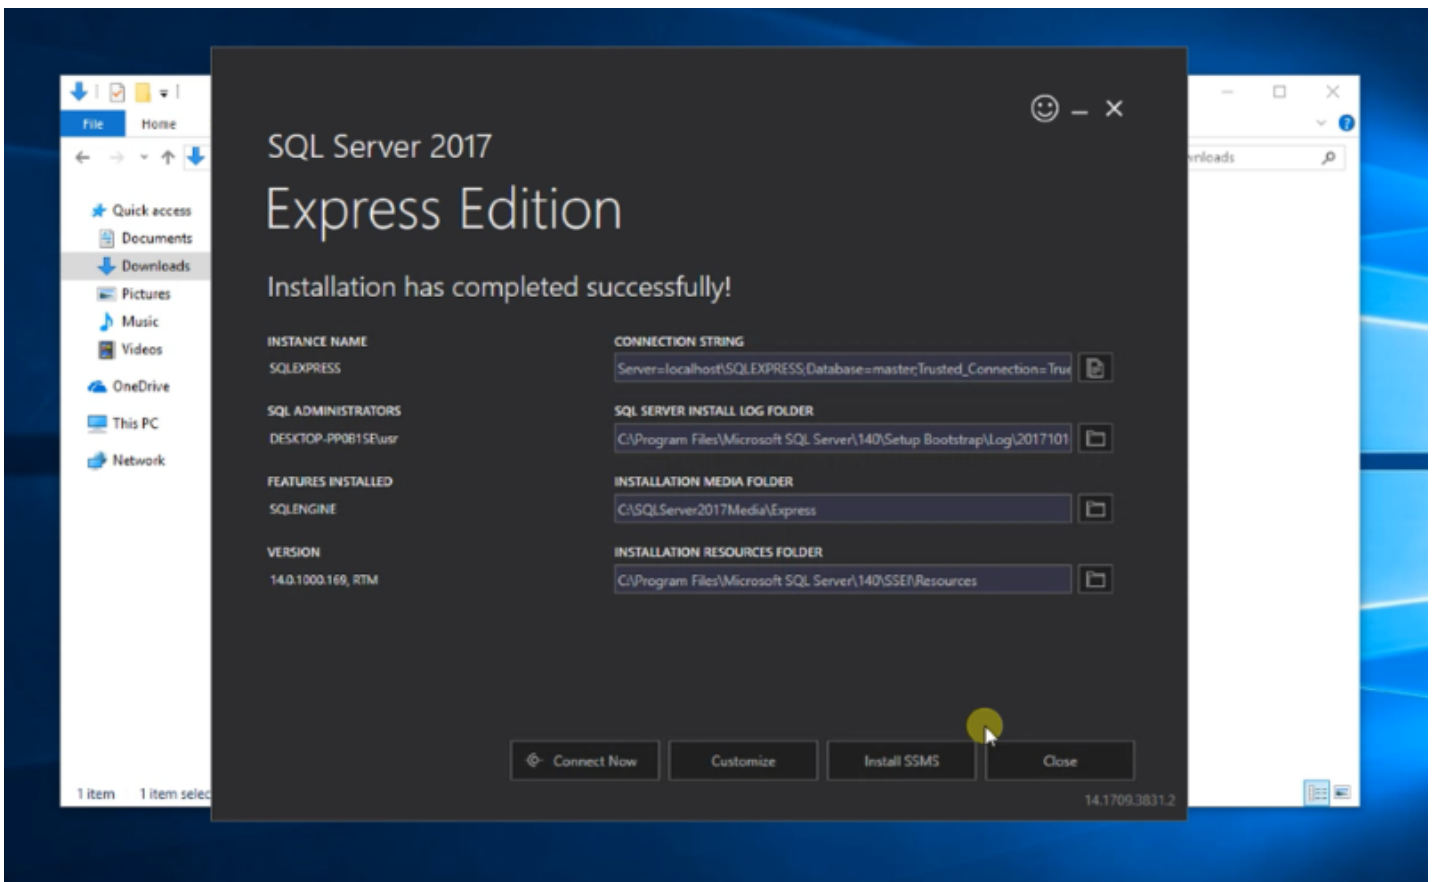 File
Home
wnloads
Quick access
Documents
Downloads
Pictures
Music
Videos
OneDrive
This PC
Network
1 item 1 item selec
SQL Server 2017
Express Edition
Installation has completed successfully!
INSTANCE NAME
SQLEXPRESS
CONNECTION STRING
Server=localhost\SQLEXPRESS;Database=master;Trusted_Connection=True
SQL ADMINISTRATORS
DESKTOP-PP0B1SE\usr
SQL SERVER INSTALL LOG FOLDER
C:\Program Files\Microsoft SQL Server\140\Setup Bootstrap\Log\2017101
FEATURES INSTALLED
SQLENGINE
INSTALLATION MEDIA FOLDER
C:\SQLServer2017Media\Express
VERSION
14.0.1000.169, RTM
INSTALLATION RESOURCES FOLDER
C:\Program Files\Microsoft SQL Server\140\SSEI\Resources
Connect Now
Customize
Install SSMS
Close
14.1709.3831.2